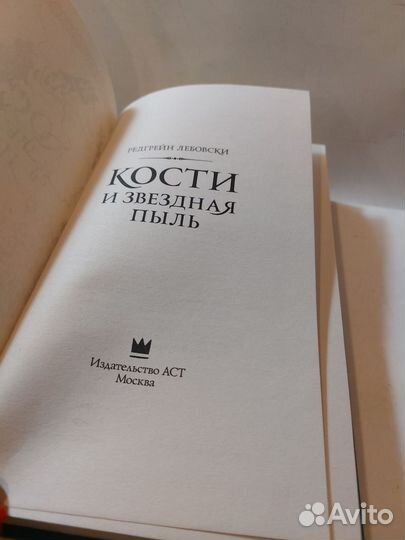 РЕДГРЕЙН ЛЕБОВСКИ
КОСТИ
И ЗВЕЗДНАЯ
ПЫЛЬ
Издательство АСТ
Москва
Avito